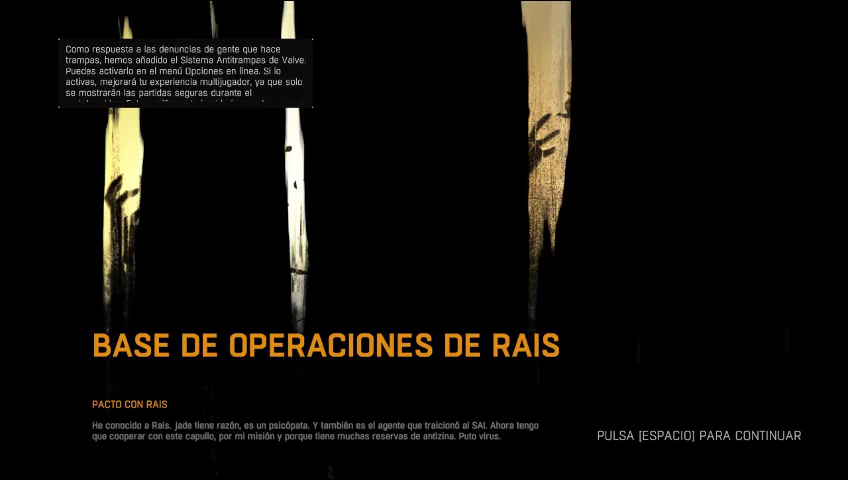 Como respuesta a las denuncias de gente que hace
trampas, hemos añadido el Sistema Antitrampas de Valve.
Puedes activarlo en el menú Opciones en línea. Si lo
activas, mejorará tu experiencia multijugador, ya que solo
se mostrarán las partidas seguras durante el
BASE DE OPERACIONES DE RAIS
PACTO CON RAIS
He conocido a Rais. Jade tiene razón, es un psicópata. Y también es el agente que traicionó al SAI. Ahora tengo
que cooperar con este capullo, por mi misión y porque tiene muchas reservas de antizina. Puto virus.
PULSA [ESPACIO] PARA CONTINUAR